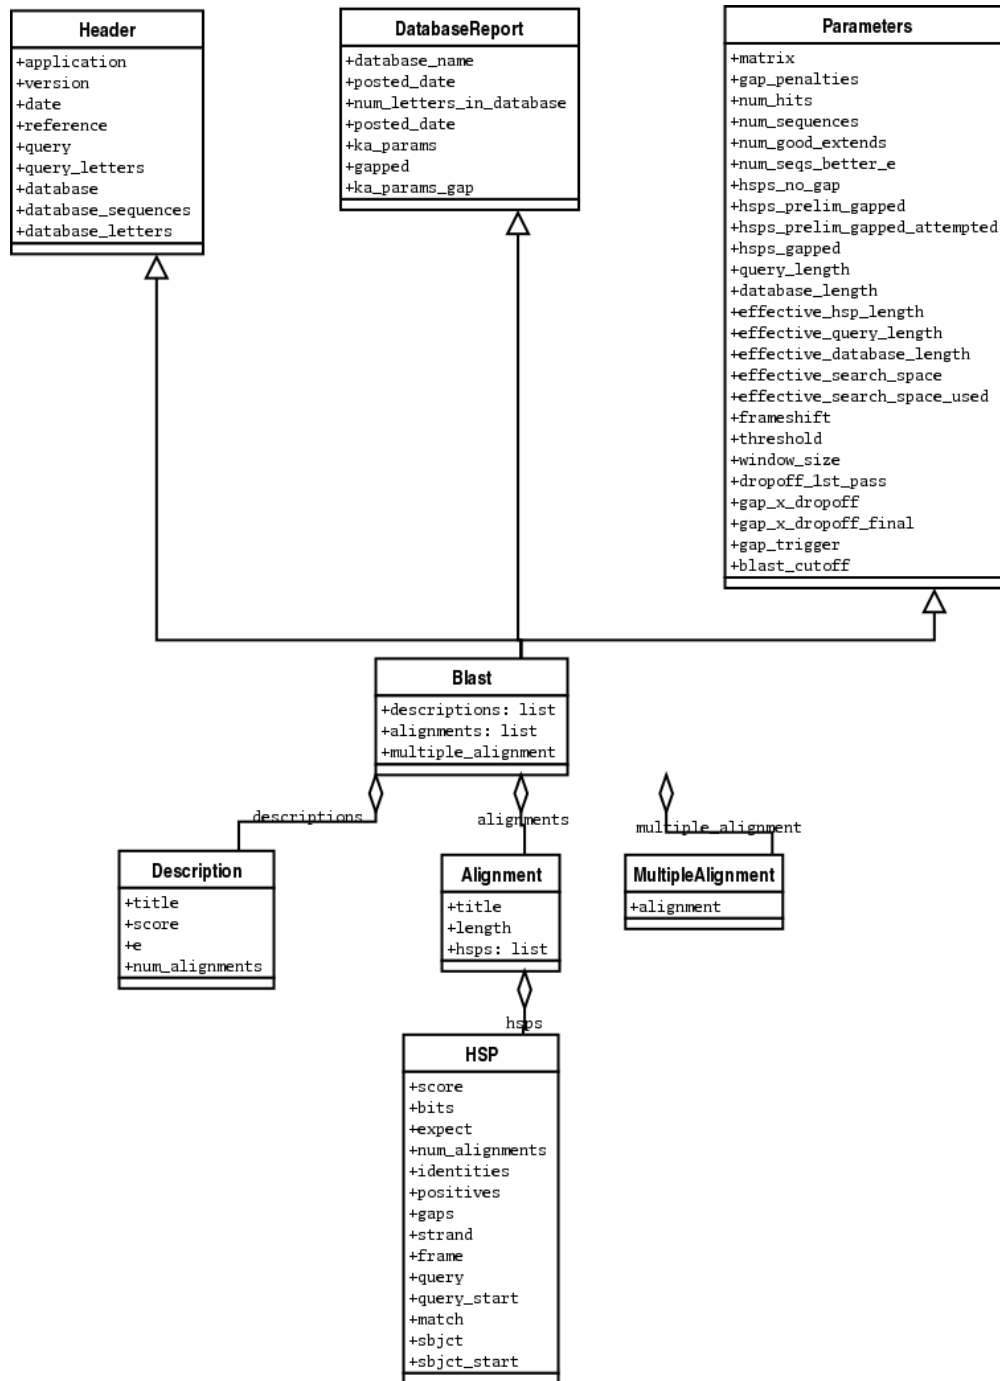 Header
+application
+version
+date
+reference
+query
+query_letters
+database
+database_sequences
+database_letters
DatabaseReport
+database_name
+posted_date
+num_letters_in_database
+posted_date
+ka_params
+gapped
+ka_params_gap
Parameters
+matrix
+gap_penalties
+num_hits
+num_sequences
+num_good_extends
+num_seqs_better_e
+hsps_no_gap
+hsps_prelim_gapped
+hsps_prelim_gapped_attempted
+hsps_gapped
+query_length
+database_length
+effective_hsp_length
+effective_query_length
+effective_database_length
+effective_search_space
+effective_search_space_used
+frameshift
+threshold
+window_size
+dropoff_1st_pass
+gap_x_dropoff
+gap_x_dropoff_final
+gap_trigger
+blast_cutoff
Blast
+descriptions: list
+alignments: list
+multiple_alignment
descriptions
alignments
multiple_alignment
Description
+title
+score
+e
+num_alignments
Alignment
+title
+length
+hsps: list
MultipleAlignment
+alignment
hsps
HSP
+score
+bits
+expect
+num_alignments
+identities
+positives
+gaps
+strand
+frame
+query
+query_start
+match
+sbjct
+sbjct_start